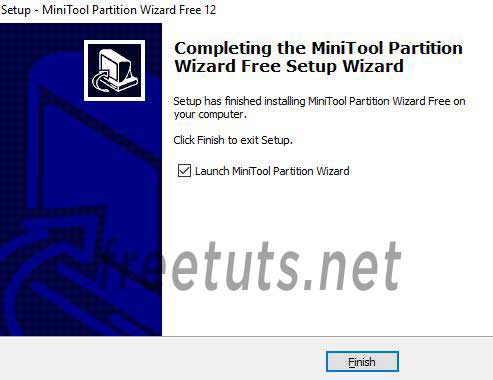 Setup - MiniTool Partition Wizard Free 12
Completing the MiniTool Partition
Wizard Free Setup Wizard
Setup has finished installing MiniTool Partition Wizard Free on
your computer.
Click Finish to exit Setup.
Launch MiniTool Partition Wizard
freetuts.net
Finish